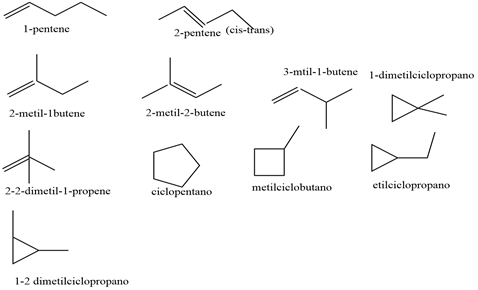 1-pentene
2-pentene (cis-trans)
2-metil-1butene
2-metil-2-butene
3-mtil-1-butene
1-dimetilciclopropano
2-2-dimetil-1-propene
ciclopentano
metilciclobutano
etilciclopropano
1-2 dimetilciclopropano